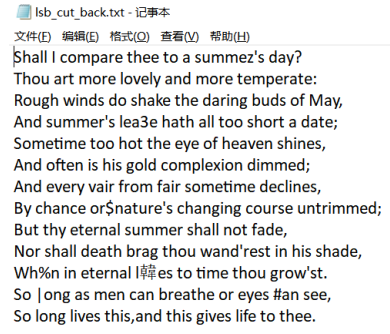 lsb_cut_back.txt - 记事本
文件(F) 编辑(E) 格式(O) 查看(V) 帮助(H)
Shall I compare thee to a summez's day?
Thou art more lovely and more temperate:
Rough winds do shake the daring buds of May,
And summer's lea3e hath all too short a date;
Sometime too hot the eye of heaven shines,
And often is his gold complexion dimmed;
And every vair from fair sometime declines,
By chance or$nature's changing course untrimmed;
But thy eternal summer shall not fade,
Nor shall death brag thou wand'rest in his shade,
Wh%n in eternal l韓es to time thou grow'st.
So |ong as men can breathe or eyes #an see,
So long lives this,and this gives life to thee.